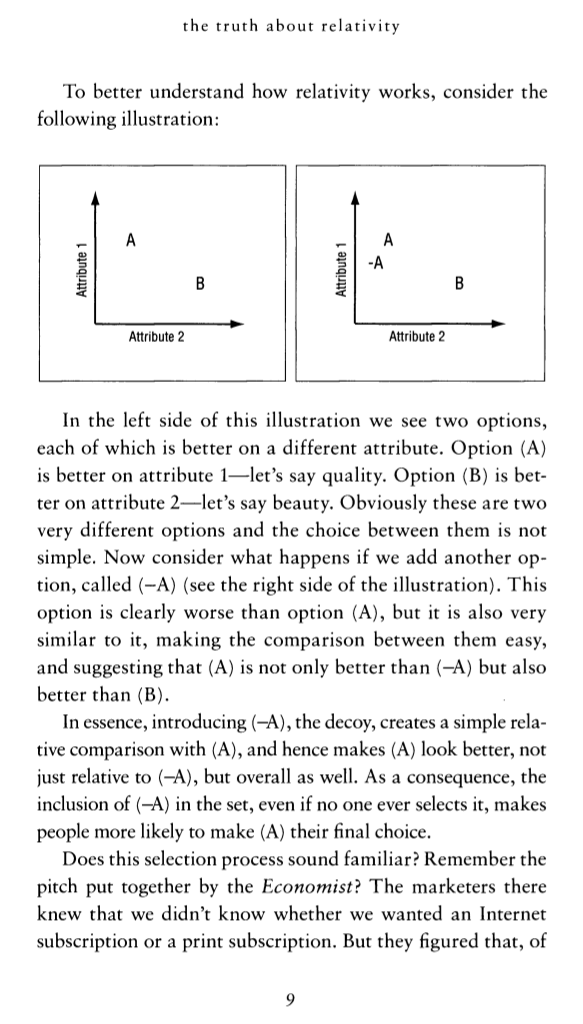 the truth about relativity
To better understand how relativity works, consider the
following illustration:
Attribute 1
A
B
Attribute 2
Attribute 1
A
-A
B
Attribute 2
In the left side of this illustration we see two options,
each of which is better on a different attribute. Option (A)
is better on attribute 1—let's say quality. Option (B) is bet-
ter on attribute 2—let's say beauty. Obviously these are two
very different options and the choice between them is not
simple. Now consider what happens if we add another op-
tion, called (–A) (see the right side of the illustration). This
option is clearly worse than option (A), but it is also very
similar to it, making the comparison between them easy,
and suggesting that (A) is not only better than (–A) but also
better than (B).
In essence, introducing (–A), the decoy, creates a simple rela-
tive comparison with (A), and hence makes (A) look better, not
just relative to (–A), but overall as well. As a consequence, the
inclusion of (–A) in the set, even if no one ever selects it, makes
people more likely to make (A) their final choice.
Does this selection process sound familiar? Remember the
pitch put together by the Economist? The marketers there
knew that we didn't know whether we wanted an Internet
subscription or a print subscription. But they figured that, of
9